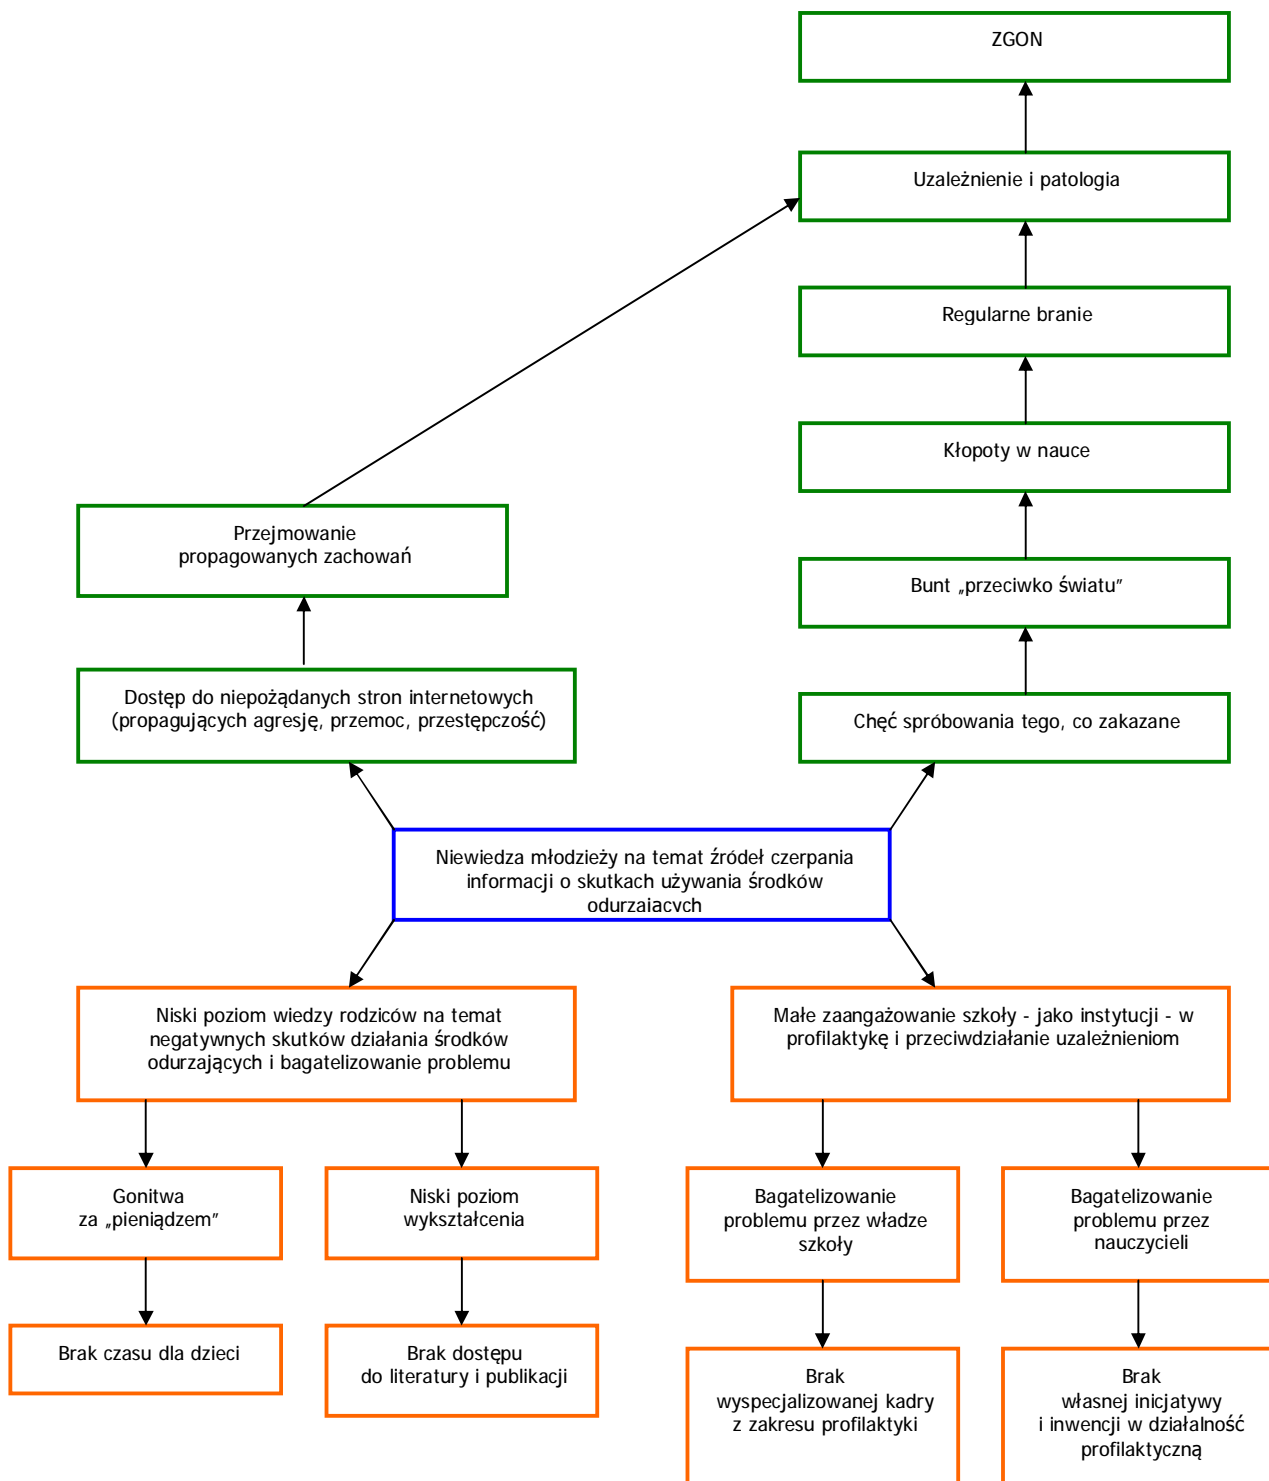 ZGON
Uzależnienie i patologia
Regularne branie
Kłopoty w nauce
Przejmowanie
propagowanych zachowań
Bunt „przeciwko światu”
Dostęp do niepożądanych stron internetowych
(propagujących agresję, przemoc, przestępczość)
Chęć spróbowania tego, co zakazane
Niewiedza młodzieży na temat źródeł czerpania
informacji o skutkach używania środków
odurzających
Niski poziom wiedzy rodziców na temat
negatywnych skutków działania środków
odurzających i bagatelizowanie problemu
Małe zaangażowanie szkoły - jako instytucji - w
profilaktykę i przeciwdziałanie uzależnieniom
Gonitwa
za „pieniądzem”
Niski poziom
wykształcenia
Bagatelizowanie
problemu przez władze
szkoły
Bagatelizowanie
problemu przez
nauczycieli
Brak czasu dla dzieci
Brak dostępu
do literatury i publikacji
Brak
wyspecjalizowanej kadry
z zakresu profilaktyki
Brak
własnej inicjatywy
i inwencji w działalność
profilaktyczną